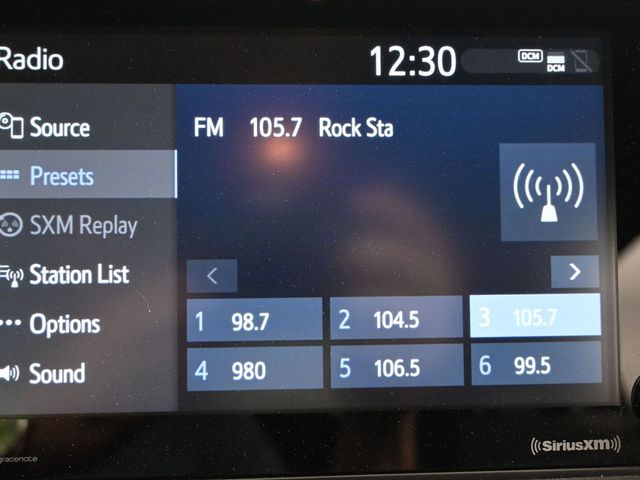 Radio
12:30
DCM
DCM
Source
FM 105.7 Rock Sta
Presets
SXM Replay
Station List
Options
Sound
< >
1 98.7 2 104.5 3 105.7
4 980 5 106.5 6 99.5
((SiriusXM))
gracenote